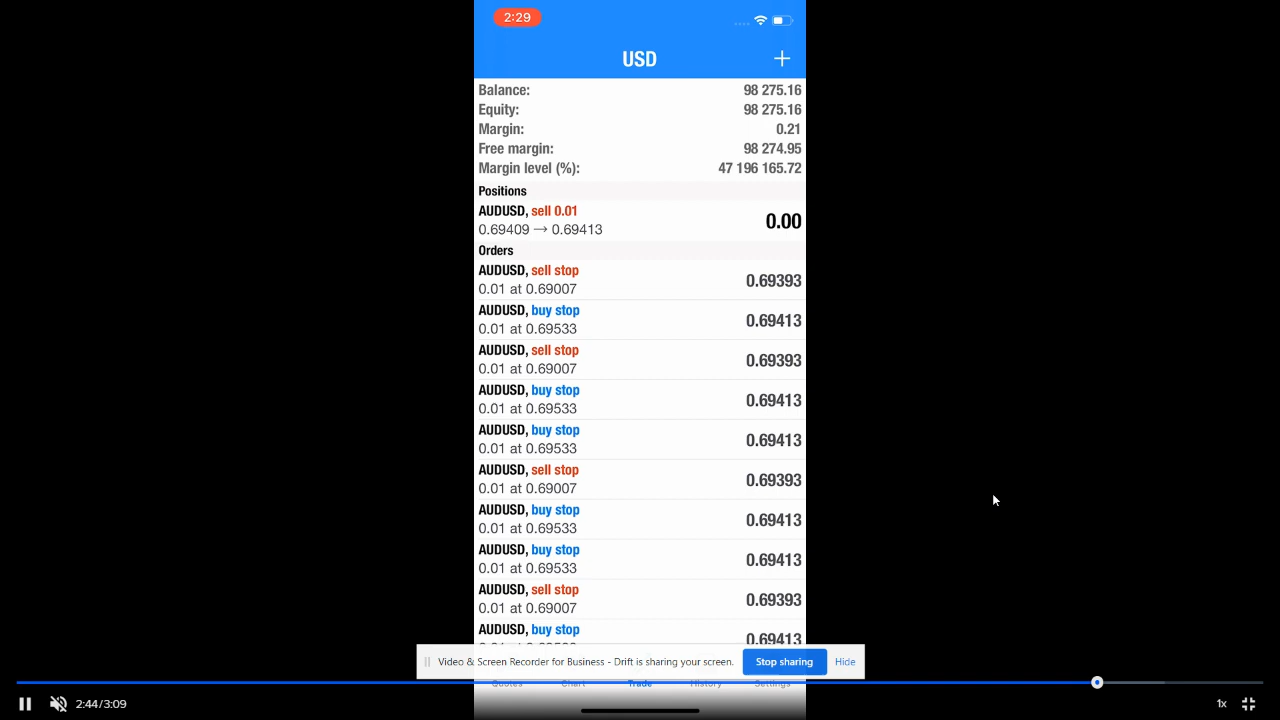 2:29
USD
+
Balance: 98 275.16
Equity: 98 275.16
Margin: 0.21
Free margin: 98 274.95
Margin level (%): 47 196 165.72
Positions
AUDUSD, sell 0.01
0.69409 → 0.69413
0.00
Orders
AUDUSD, sell stop
0.01 at 0.69007
0.69393
AUDUSD, buy stop
0.01 at 0.69533
0.69413
AUDUSD, sell stop
0.01 at 0.69007
0.69393
AUDUSD, buy stop
0.01 at 0.69533
0.69413
AUDUSD, buy stop
0.01 at 0.69533
0.69413
AUDUSD, sell stop
0.01 at 0.69007
0.69393
AUDUSD, buy stop
0.01 at 0.69533
0.69413
AUDUSD, buy stop
0.01 at 0.69533
0.69413
AUDUSD, sell stop
0.01 at 0.69007
0.69393
AUDUSD, buy stop
0.69413
Video & Screen Recorder for Business - Drift is sharing your screen. Stop sharing Hide
Quotes Chart Trade History Settings
2:44/3:09 1x